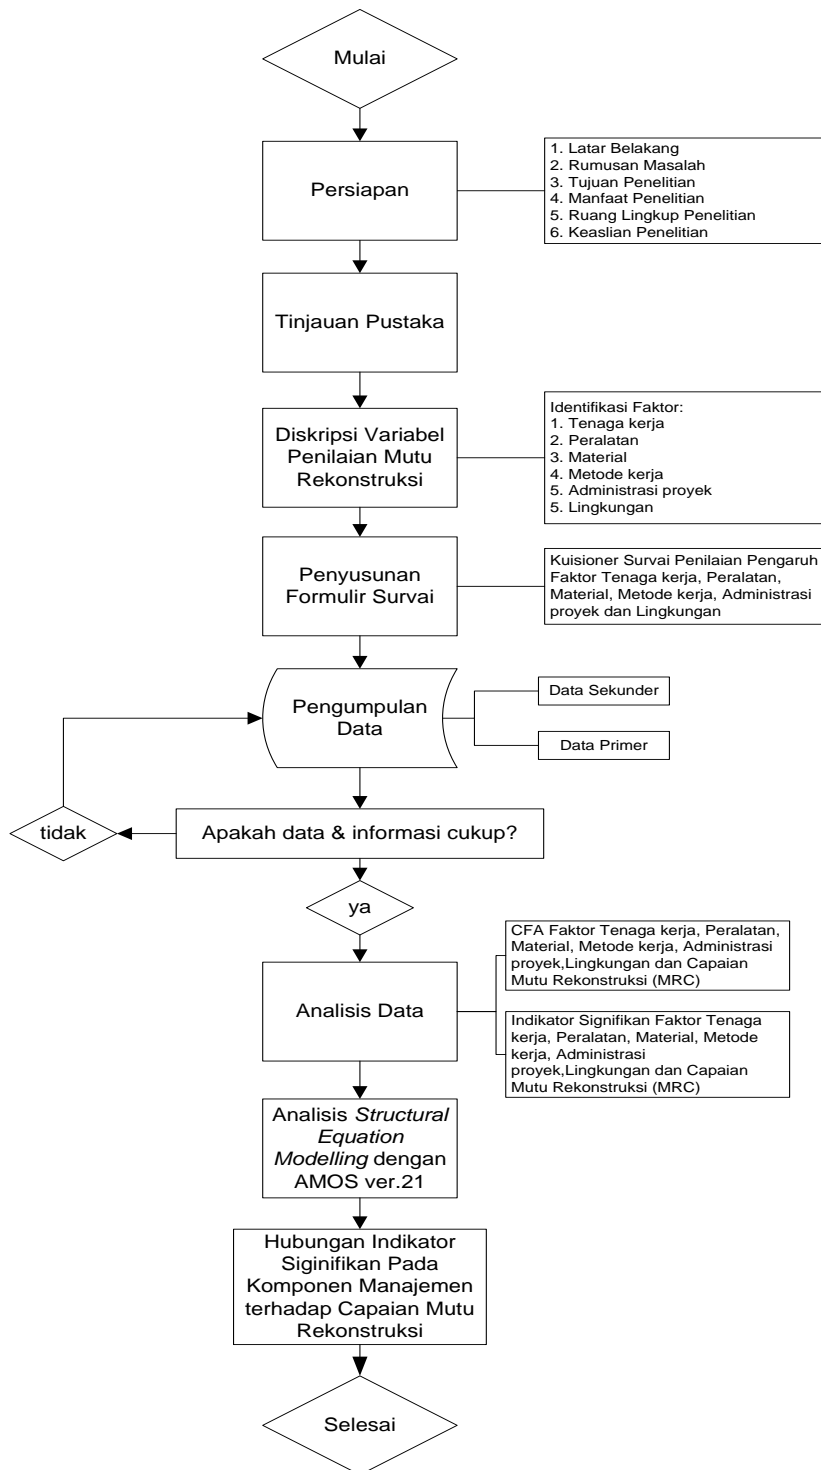 Mulai
Persiapan
1. Latar Belakang
2. Rumusan Masalah
3. Tujuan Penelitian
4. Manfaat Penelitian
5. Ruang Lingkup Penelitian
6. Keaslian Penelitian
Tinjauan Pustaka
Diskripsi Variabel
Penilaian Mutu
Rekonstruksi
Identifikasi Faktor:
1. Tenaga kerja
2. Peralatan
3. Material
4. Metode kerja
5. Administrasi proyek
5. Lingkungan
Penyusunan
Formulir Survai
Kuisioner Survai Penilaian Pengaruh
Faktor Tenaga kerja, Peralatan,
Material, Metode kerja, Administrasi
proyek dan Lingkungan
Pengumpulan
Data
Data Sekunder
Data Primer
Apakah data & informasi cukup?
tidak
ya
Analisis Data
CFA Faktor Tenaga kerja, Peralatan,
Material, Metode kerja, Administrasi
proyek,Lingkungan dan Capaian
Mutu Rekonstruksi (MRC)
Indikator Signifikan Faktor Tenaga
kerja, Peralatan, Material, Metode
kerja, Administrasi
proyek,Lingkungan dan Capaian
Mutu Rekonstruksi (MRC)
Analisis Structural
Equation
Modelling dengan
AMOS ver.21
Hubungan Indikator
Siginifikan Pada
Komponen Manajemen
terhadap Capaian Mutu
Rekonstruksi
Selesai